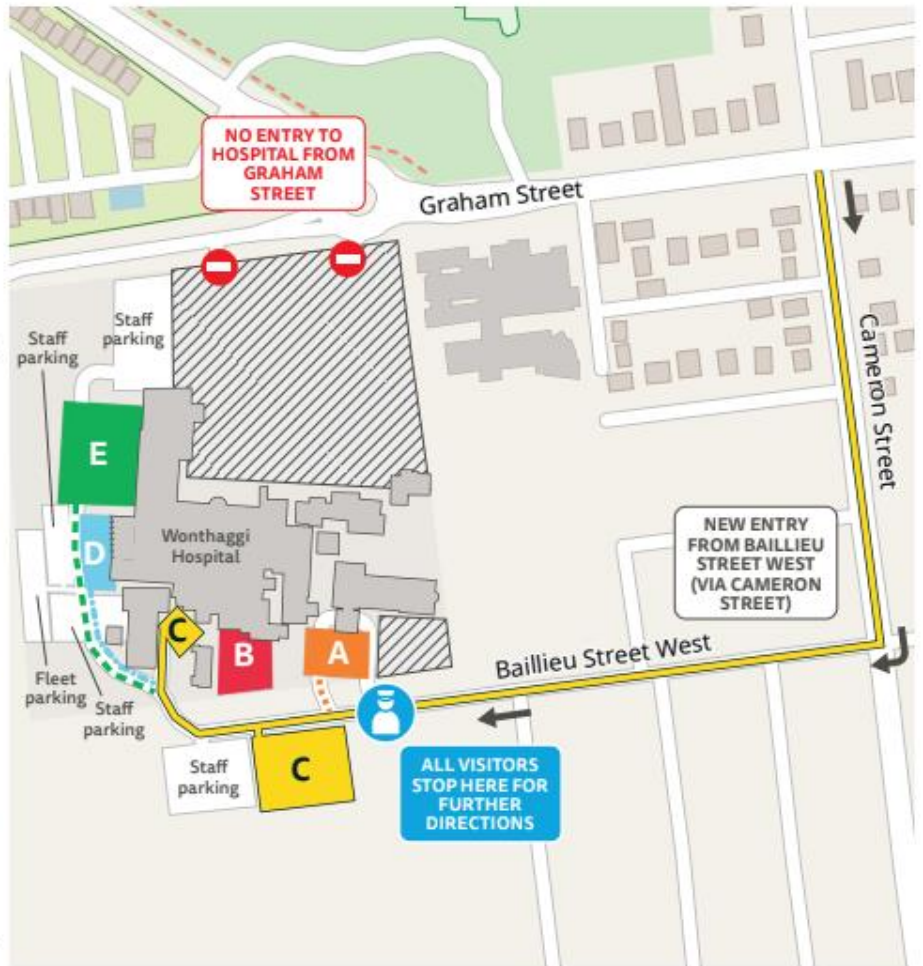 NO ENTRY TO
HOSPITAL FROM
GRAHAM
STREET
Graham Street
Staff
parking
Staff
parking
Cameron Street
E
D
Wonthaggi
Hospital
NEW ENTRY
FROM BAILLIEU
STREET WEST
(VIA CAMERON
STREET)
C
B
A
Baillieu Street West
Fleet
parking
Staff
parking
Staff
parking
C
ALL VISITORS
STOP HERE FOR
FURTHER
DIRECTIONS